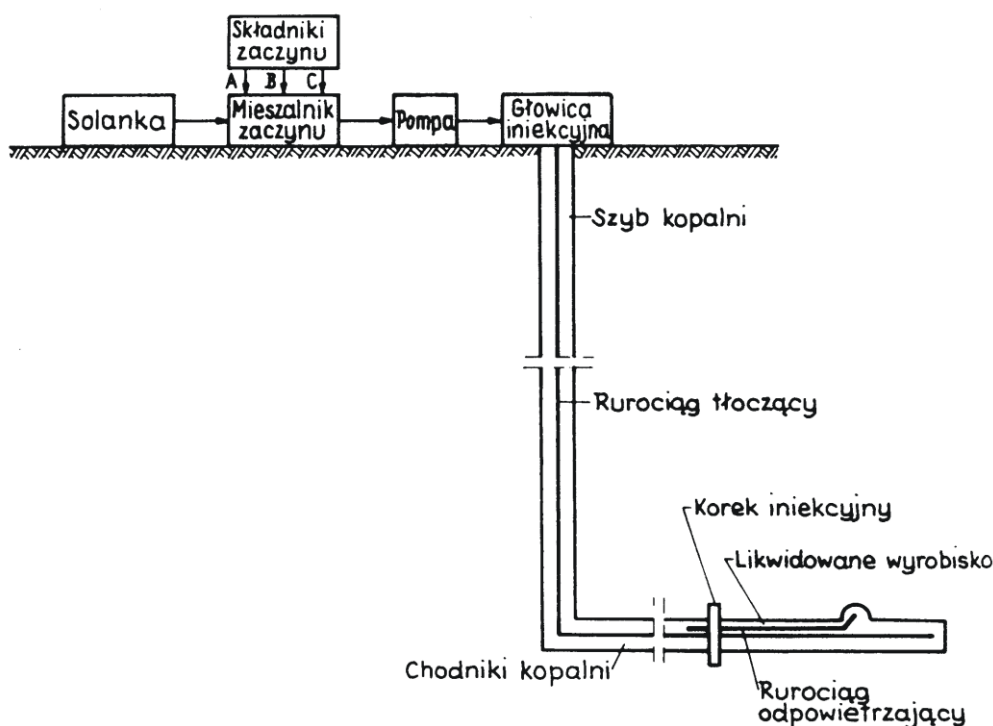 Składniki
zaczynu
A B C
Solanka
Mieszalnik
zaczynu
Pompa
Głowica
iniekcyjna
Szyb kopalni
Rurociąg tłoczący
Korek iniekcyjny
Likwidowane wyrobisko
Chodniki kopalni
Rurociąg
odpowietrzający